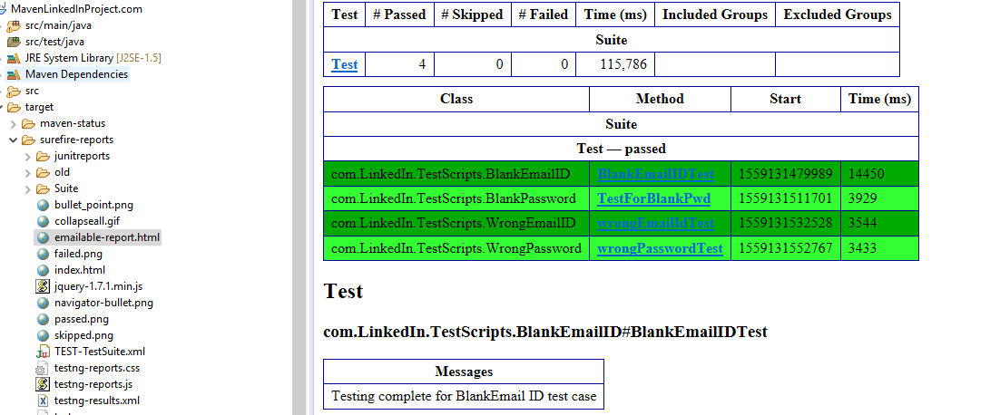 MavenLinkedInProject.com
src/main/java
src/test/java
JRE System Library [J2SE-1.5]
Maven Dependencies
src
target
maven-status
surefire-reports
junitreports
old
Suite
bullet_point.png
collapseall.gif
emailable-report.html
failed.png
index.html
jquery-1.7.1.min.js
navigator-bullet.png
passed.png
skipped.png
TEST-TestSuite.xml
testng-reports.css
testng-reports.js
testng-results.xml
Test # Passed # Skipped # Failed Time (ms) Included Groups Excluded Groups
Suite
Test 4 0 0 115,786
Class Method Start Time (ms)
Suite
Test — passed
com.LinkedIn.TestScripts.BlankEmailID BlankEmailIDTest 1559131479989 14450
com.LinkedIn.TestScripts.BlankPassword TestForBlankPwd 1559131511701 3929
com.LinkedIn.TestScripts.WrongEmailID wrongEmailIdTest 1559131532528 3544
com.LinkedIn.TestScripts.WrongPassword wrongPasswordTest 1559131552767 3433
Test
com.LinkedIn.TestScripts.BlankEmailID#BlankEmailIDTest
Messages
Testing complete for BlankEmail ID test case